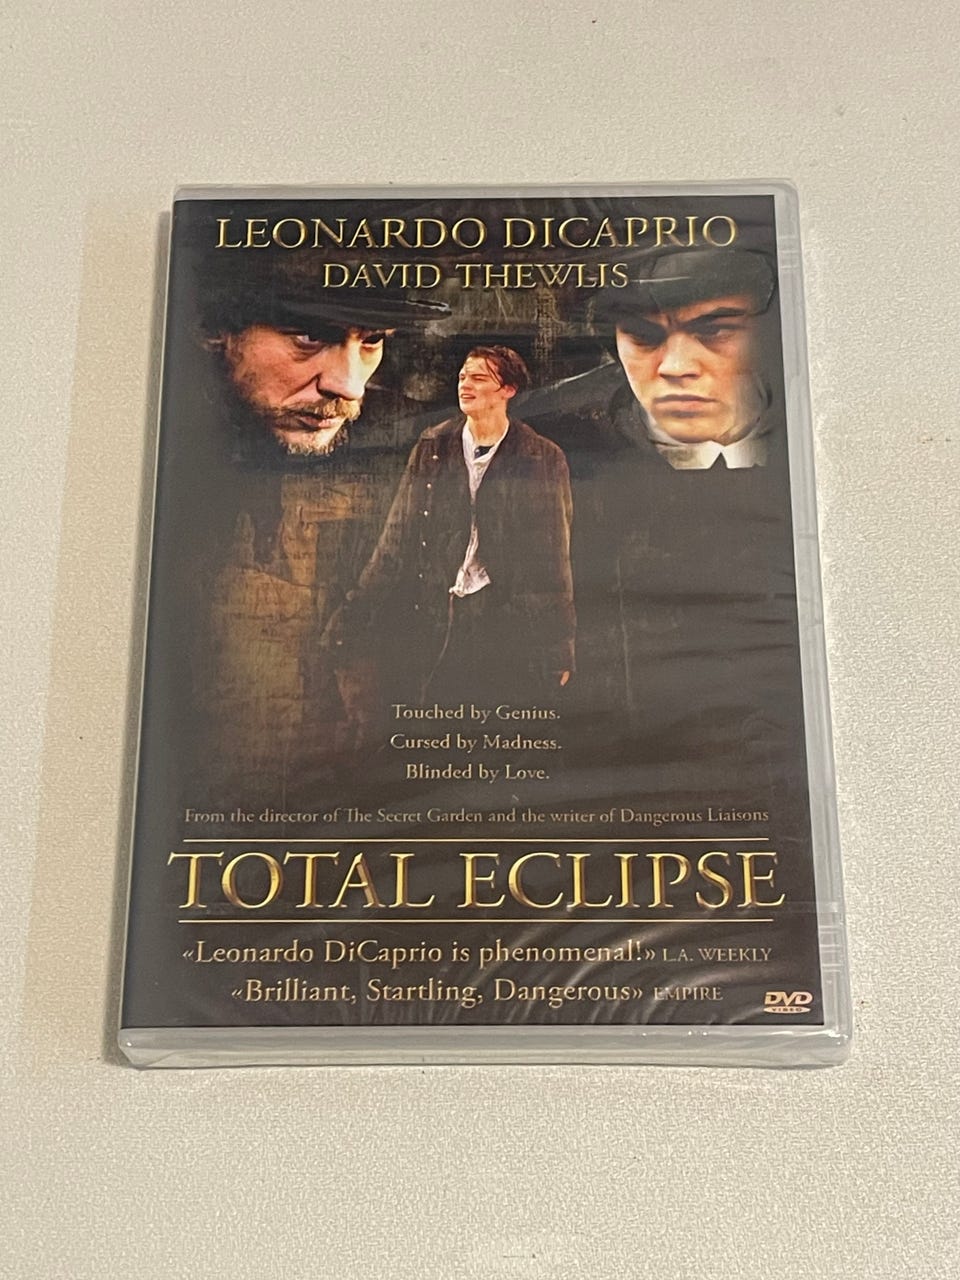 LEONARDO DICAPRIO
DAVID THEWLIS
Touched by Genius.
Cursed by Madness.
Blinded by Love.
From the director of The Secret Garden and the writer of Dangerous Liaisons
TOTAL ECLIPSE
«Leonardo DiCaprio is phenomenal!» L.A. WEEKLY
«Brilliant, Startling, Dangerous» EMPIRE
DVD
VIDEO